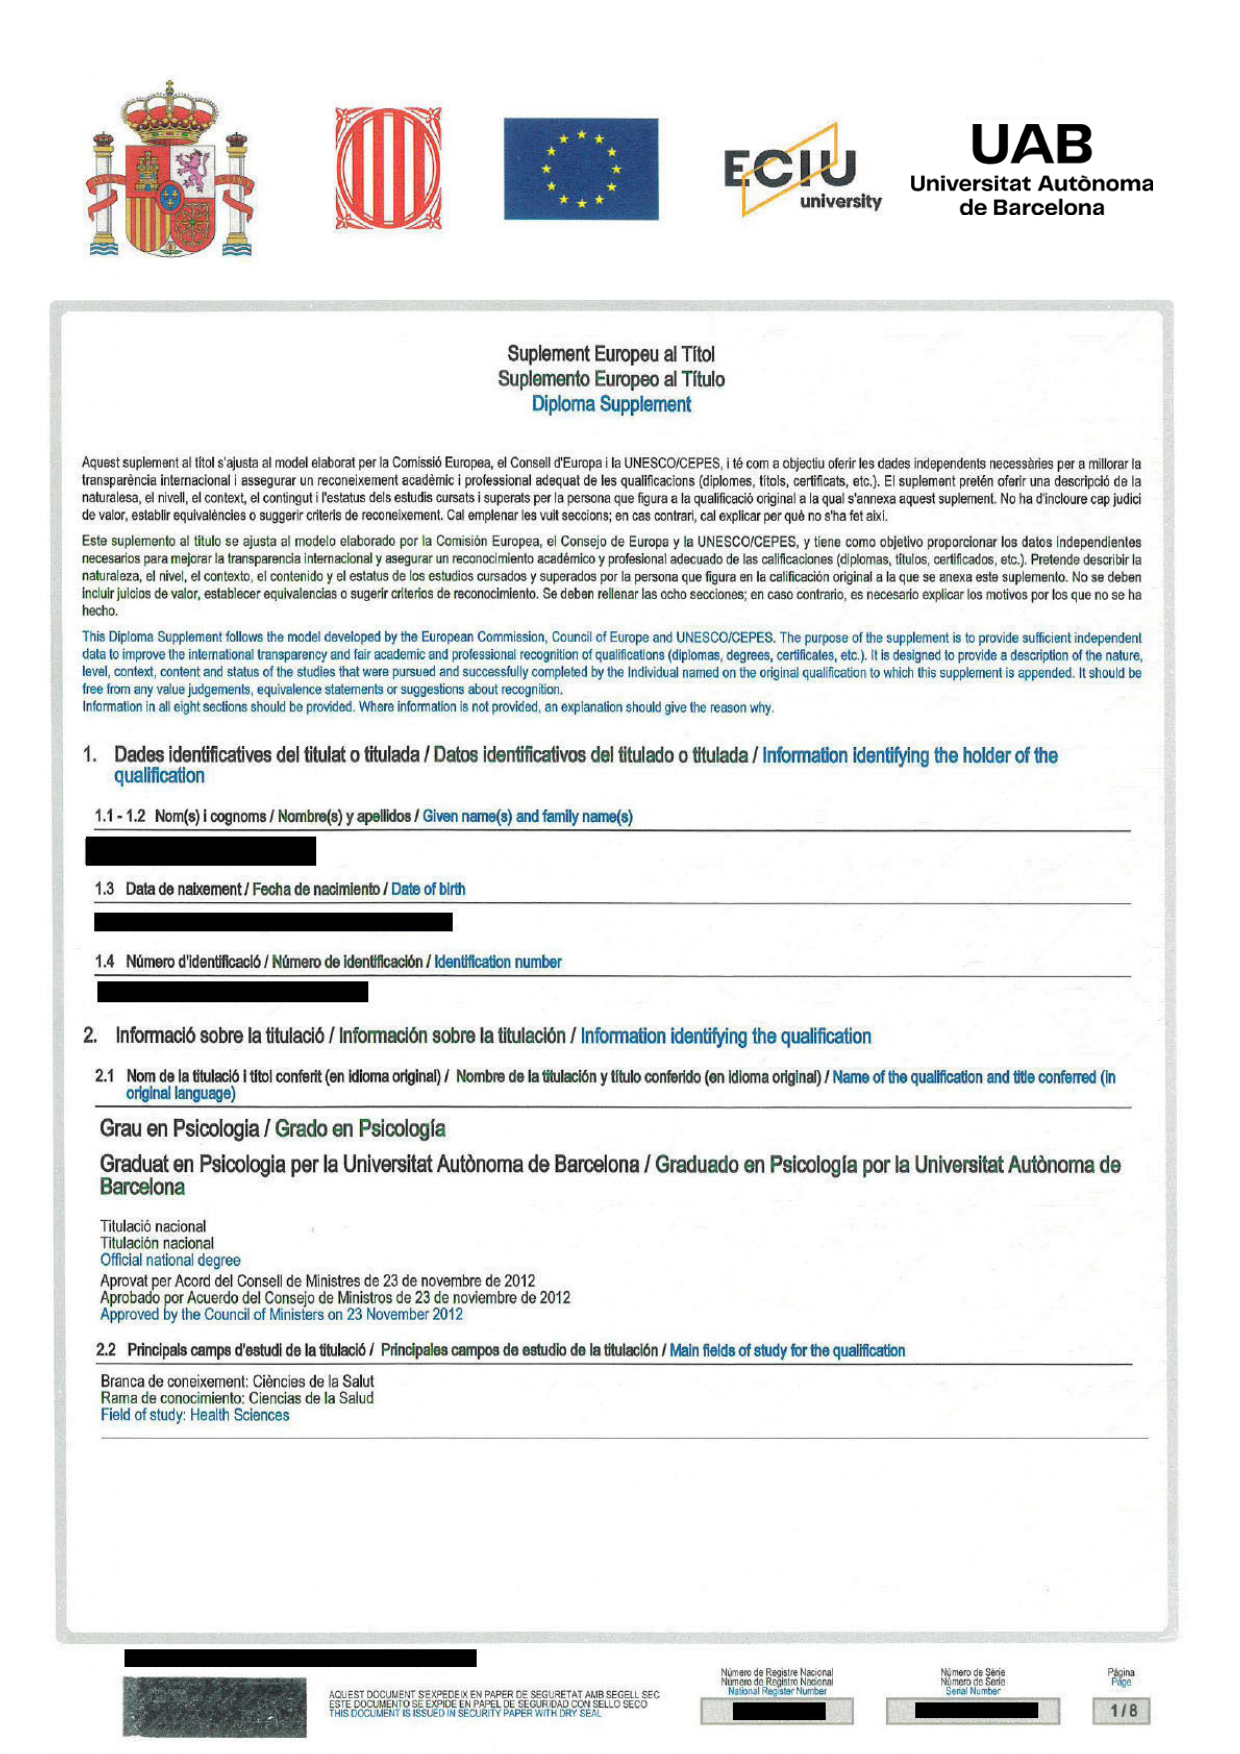 ECIU
university
UAB
Universitat Autònoma
de Barcelona
Suplement Europeu al Títol
Suplemento Europeo al Título
Diploma Supplement
Aquest suplement al títol s'ajusta al model elaborat per la Comissió Europea, el Consell d'Europa i la UNESCO/CEPES, i té com a objectiu oferir les dades independents necessàries per a millorar la
transparència internacional i assegurar un reconeixement acadèmic i professional adequat de les qualificacions (diplomes, títols, certificats, etc.). El suplement pretén oferir una descripció de la
naturalesa, el nivell, el context, el contingut i l'estatus dels estudis cursats i superats per la persona que figura a la qualificació original a la qual s'annexa aquest suplement. No ha d'incloure cap judici
de valor, establir equivalències o suggerir criteris de reconeixement. Cal emplenar les vuit seccions; en cas contrari, cal explicar per què no s'ha fet així.
Este suplemento al título se ajusta al modelo elaborado por la Comisión Europea, el Consejo de Europa y la UNESCO/CEPES, y tiene como objetivo proporcionar los datos independientes
necesarios para mejorar la transparencia internacional y asegurar un reconocimiento académico y profesional adecuado de las calificaciones (diplomas, títulos, certificados, etc.). Pretende describir la
naturaleza, el nivel, el contexto, el contenido y el estatus de los estudios cursados y superados por la persona que figura en la calificación original a la que se anexa este suplemento. No se deben
incluir juicios de valor, establecer equivalencias o sugerir criterios de reconocimiento. Se deben rellenar las ocho secciones; en caso contrario, es necesario explicar los motivos por los que no se ha
hecho.
This Diploma Supplement follows the model developed by the European Commission, Council of Europe and UNESCO/CEPES. The purpose of the supplement is to provide sufficient independent
data to improve the international transparency and fair academic and professional recognition of qualifications (diplomas, degrees, certificates, etc.). It is designed to provide a description of the nature,
level, context, content and status of the studies that were pursued and successfully completed by the Individual named on the original qualification to which this supplement is appended. It should be
free from any value judgements, equivalence statements or suggestions about recognition.
Information in all eight sections should be provided. Where information is not provided, an explanation should give the reason why.
1. Dades identificatives del titulat o titulada / Datos identificativos del titulado o titulada / Information identifying the holder of the
qualification
1.1 - 1.2 Nom(s) i cognoms / Nombre(s) y apellidos / Given name(s) and family name(s)
1.3 Data de naixement / Fecha de nacimiento / Date of birth
1.4 Número d'identificació / Número de identificación / Identification number
2. Informació sobre la titulació / Información sobre la titulación / Information identifying the qualification
2.1 Nom de la titulació i títol conferit (en idioma original) / Nombre de la titulación y título conferido (en idioma original) / Name of the qualification and title conferred (in
original language)
Grau en Psicologia / Grado en Psicología
Graduat en Psicologia per la Universitat Autònoma de Barcelona / Graduado en Psicología por la Universitat Autònoma de
Barcelona
Titulació nacional
Titulación nacional
Official national degree
Aprovat per Acord del Consell de Ministres de 23 de novembre de 2012
Aprobado por Acuerdo del Consejo de Ministros de 23 de noviembre de 2012
Approved by the Council of Ministers on 23 November 2012
2.2 Principals camps d'estudi de la titulació / Principales campos de estudio de la titulación / Main fields of study for the qualification
Branca de coneixement: Ciències de la Salut
Rama de conocimiento: Ciencias de la Salud
Field of study: Health Sciences
AQUEST DOCUMENT S'EXPEDEIX EN PAPER DE SEGURETAT AMB SEGELL SEC
ESTE DOCUMENTO SE EXPIDE EN PAPEL DE SEGURIDAD CON SELLO SECO
THIS DOCUMENT IS ISSUED IN SECURITY PAPER WITH DRY SEAL
Número de Registre Nacional
Número de Registro Nacional
National Register Number
Número de Sèrie
Número de Serie
Serial Number
Pàgina
Página
Page
1/8